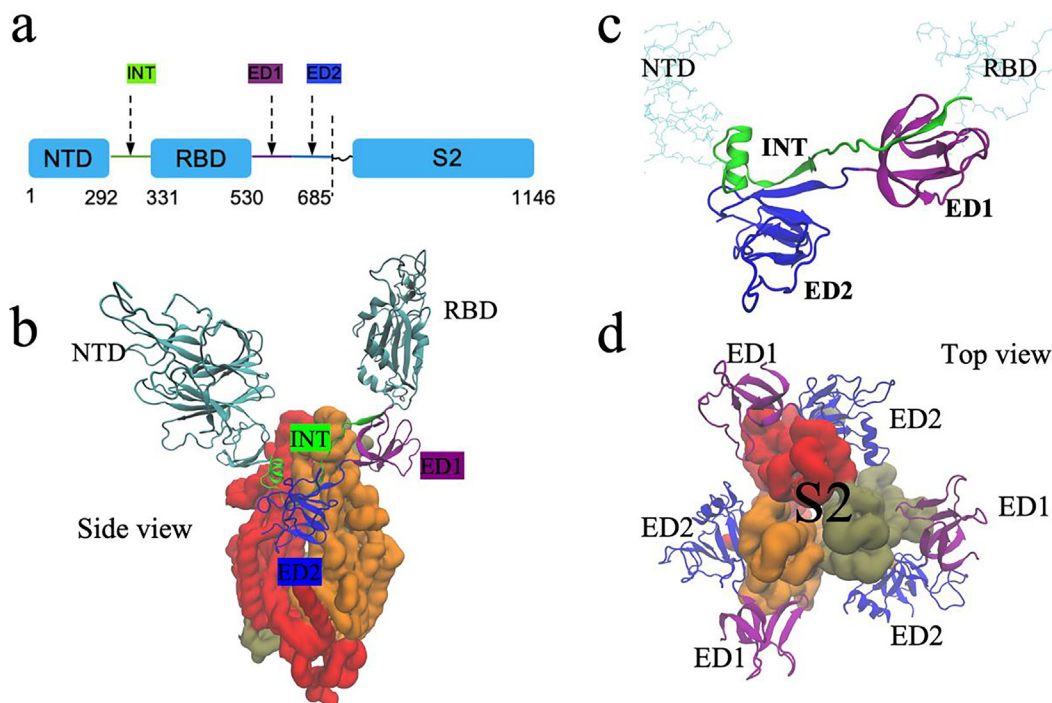 a
INT
ED1
ED2
NTD
RBD
S2
1
292
331
530
685
1146
b
NTD
RBD
INT
ED1
Side view
ED2
c
NTD
RBD
INT
ED1
ED2
d
ED1
Top view
ED2
S2
ED1
ED2
ED2
ED1